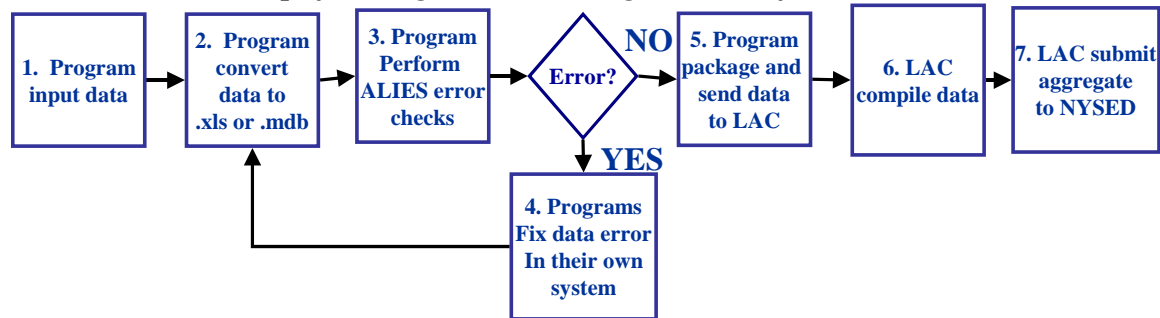 1. Program
input data
2. Program
convert
data to
.xls or .mdb
3. Program
Perform
ALIES error
checks
Error?
NO
YES
4. Programs
Fix data error
In their own
system
5. Program
package and
send data
to LAC
6. LAC
compile data
7. LAC submit
aggregate
to NYSED